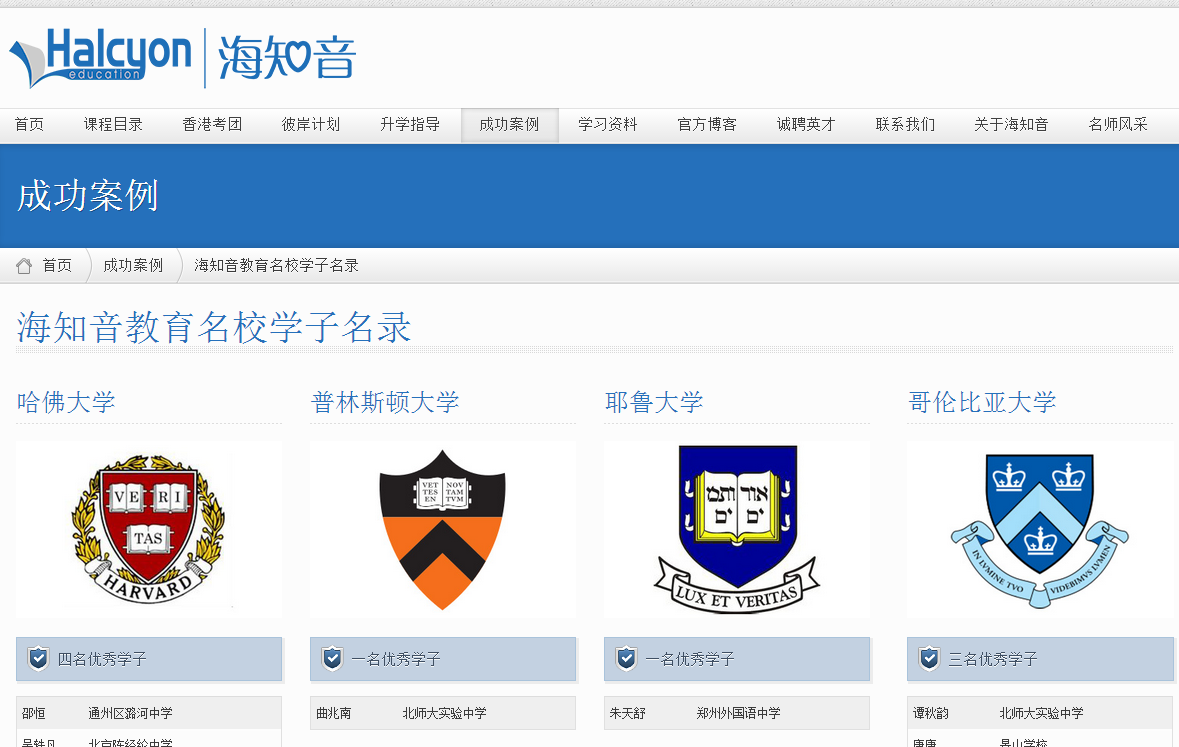 Halcyon education 海知音
首页 课程目录 香港考团 彼岸计划 升学指导 成功案例 学习资料 官方博客 诚聘英才 联系我们 关于海知音 名师风采
成功案例
首页 成功案例 海知音教育名校学子名录
海知音教育名校学子名录
哈佛大学 普林斯顿大学 耶鲁大学 哥伦比亚大学
VE RI
TAS
HARVARD
VET NOV
TES TAM
EN TVM
אורים ותמים
LUX ET VERITAS
IN LVMINE TVO VIDEBIMVS LVMEN
四名优秀学子 一名优秀学子 一名优秀学子 三名优秀学子
邵恒 通州区潞河中学 曲兆南 北师大实验中学 朱天舒 郑州外国语中学 谭秋韵 北师大实验中学
北京陈经纶中学 唐唐